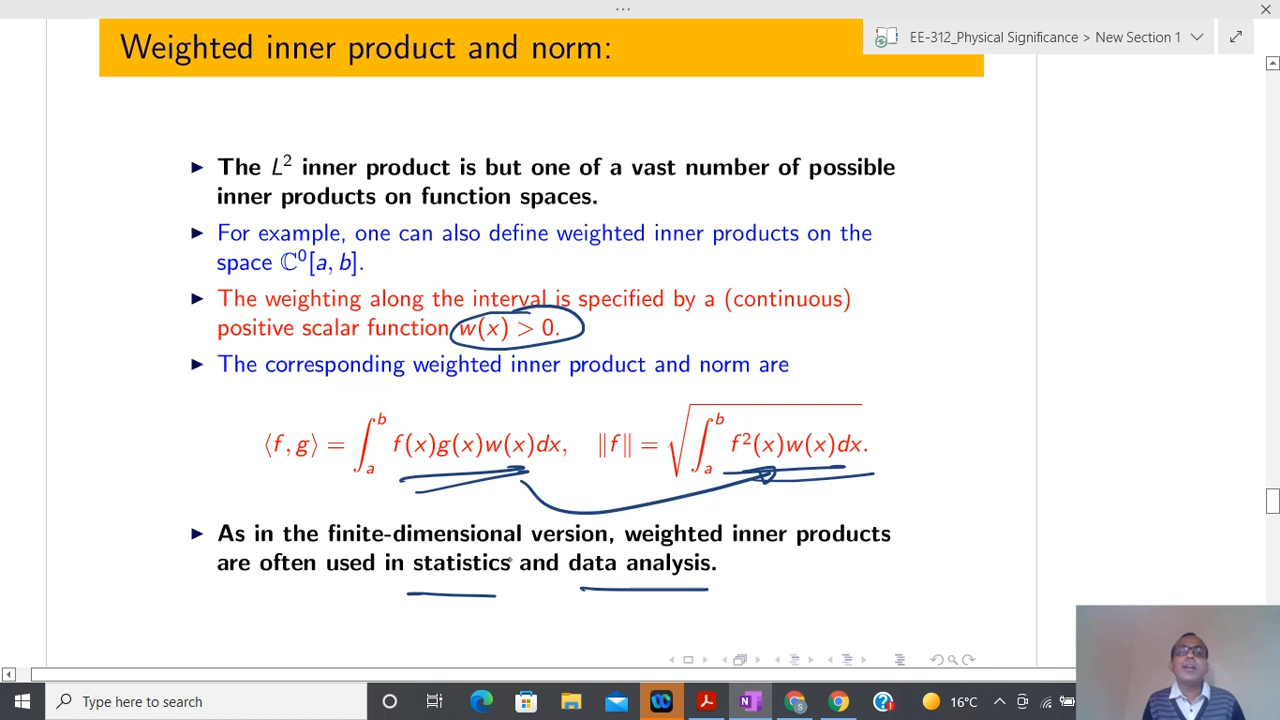 Weighted inner product and norm:
EE-312_Physical Significance > New Section 1
▶ The L² inner product is but one of a vast number of possible
inner products on function spaces.
▶ For example, one can also define weighted inner products on the
space ℂ⁰[a, b].
▶ The weighting along the interval is specified by a (continuous)
positive scalar function w(x) > 0.
▶ The corresponding weighted inner product and norm are
⟨f, g⟩ = ∫ₐᵇ f(x)g(x)w(x)dx, ‖f‖ = √(∫ₐᵇ f²(x)w(x)dx).
▶ As in the finite-dimensional version, weighted inner products
are often used in statistics and data analysis.
Type here to search
16°C